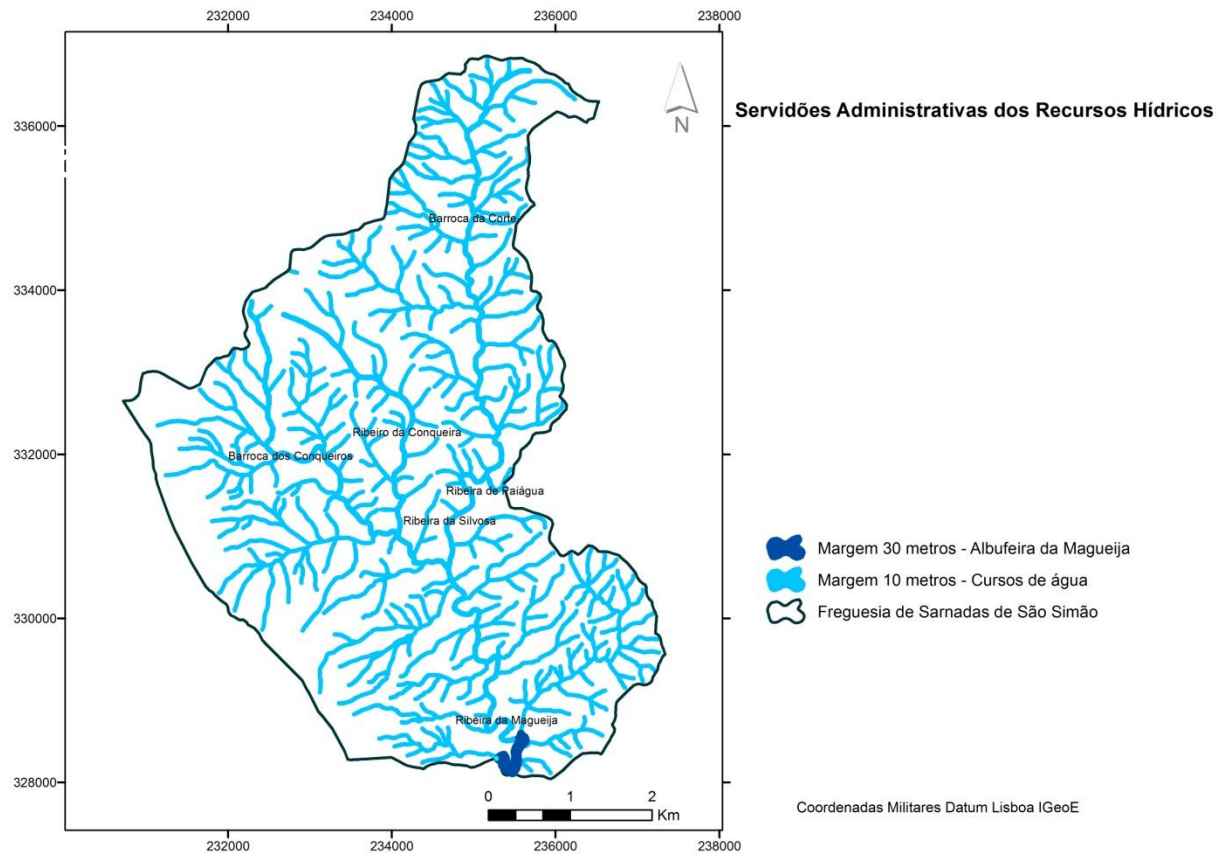 232000
234000
236000
238000
336000
334000
332000
330000
328000
N
Servidões Administrativas dos Recursos Hídricos
Barroca da Corte
Ribeiro da Conqueira
Barroca dos Conqueiros
Ribeira de Paiágua
Ribeira da Silvosa
Ribeira da Magueija
Margem 30 metros - Albufeira da Magueija
Margem 10 metros - Cursos de água
Freguesia de Sarnadas de São Simão
0 1 2
Km
Coordenadas Militares Datum Lisboa IGeoE
232000
234000
236000
238000